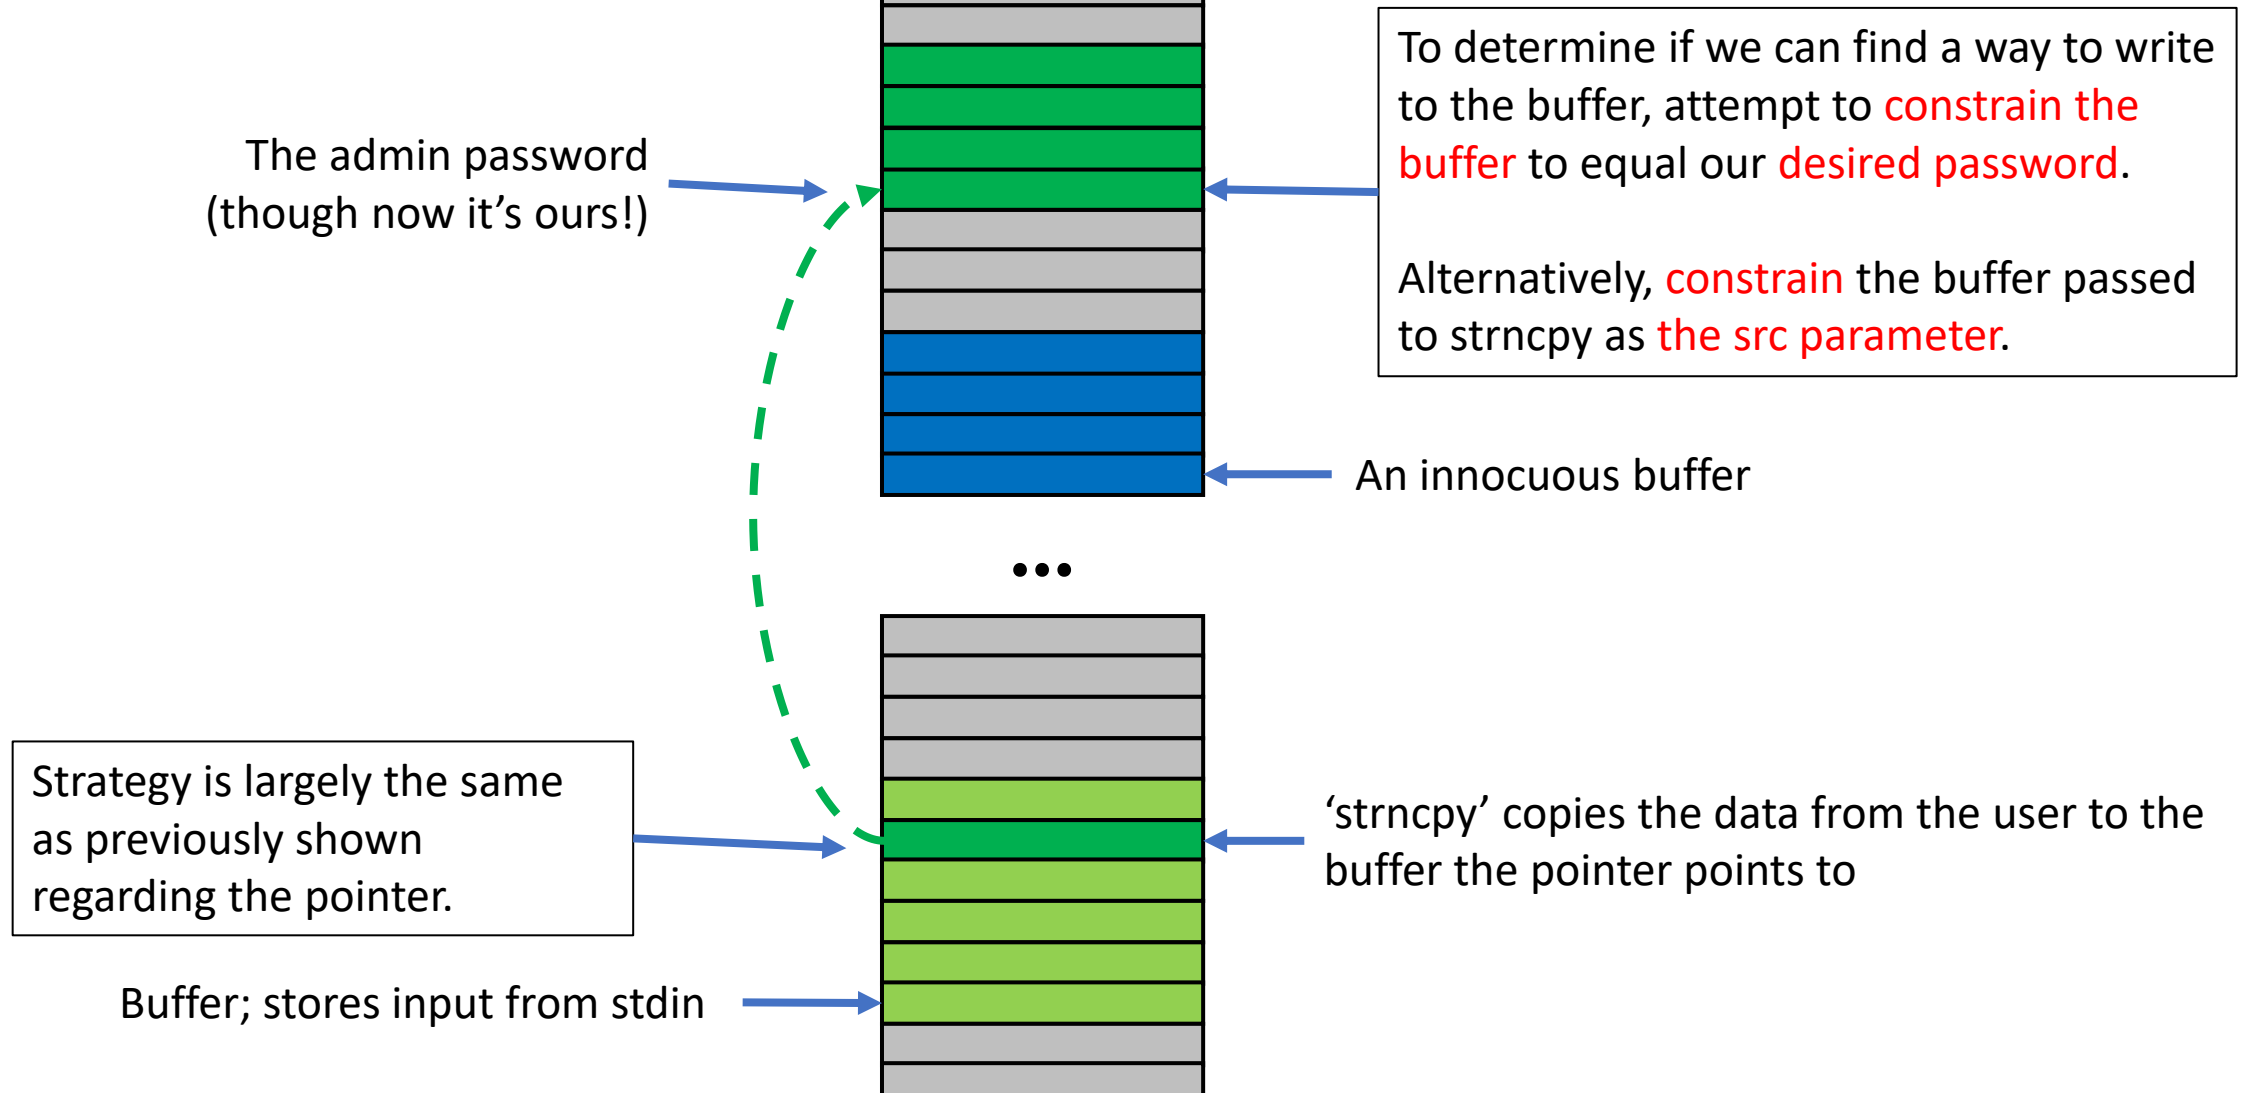 To determine if we can find a way to write
to the buffer, attempt to constrain the
buffer to equal our desired password.
Alternatively, constrain the buffer passed
to strncpy as the src parameter.
The admin password
(though now it’s ours!)
An innocuous buffer
•••
Strategy is largely the same
as previously shown
regarding the pointer.
‘strncpy’ copies the data from the user to the
buffer the pointer points to
Buffer; stores input from stdin